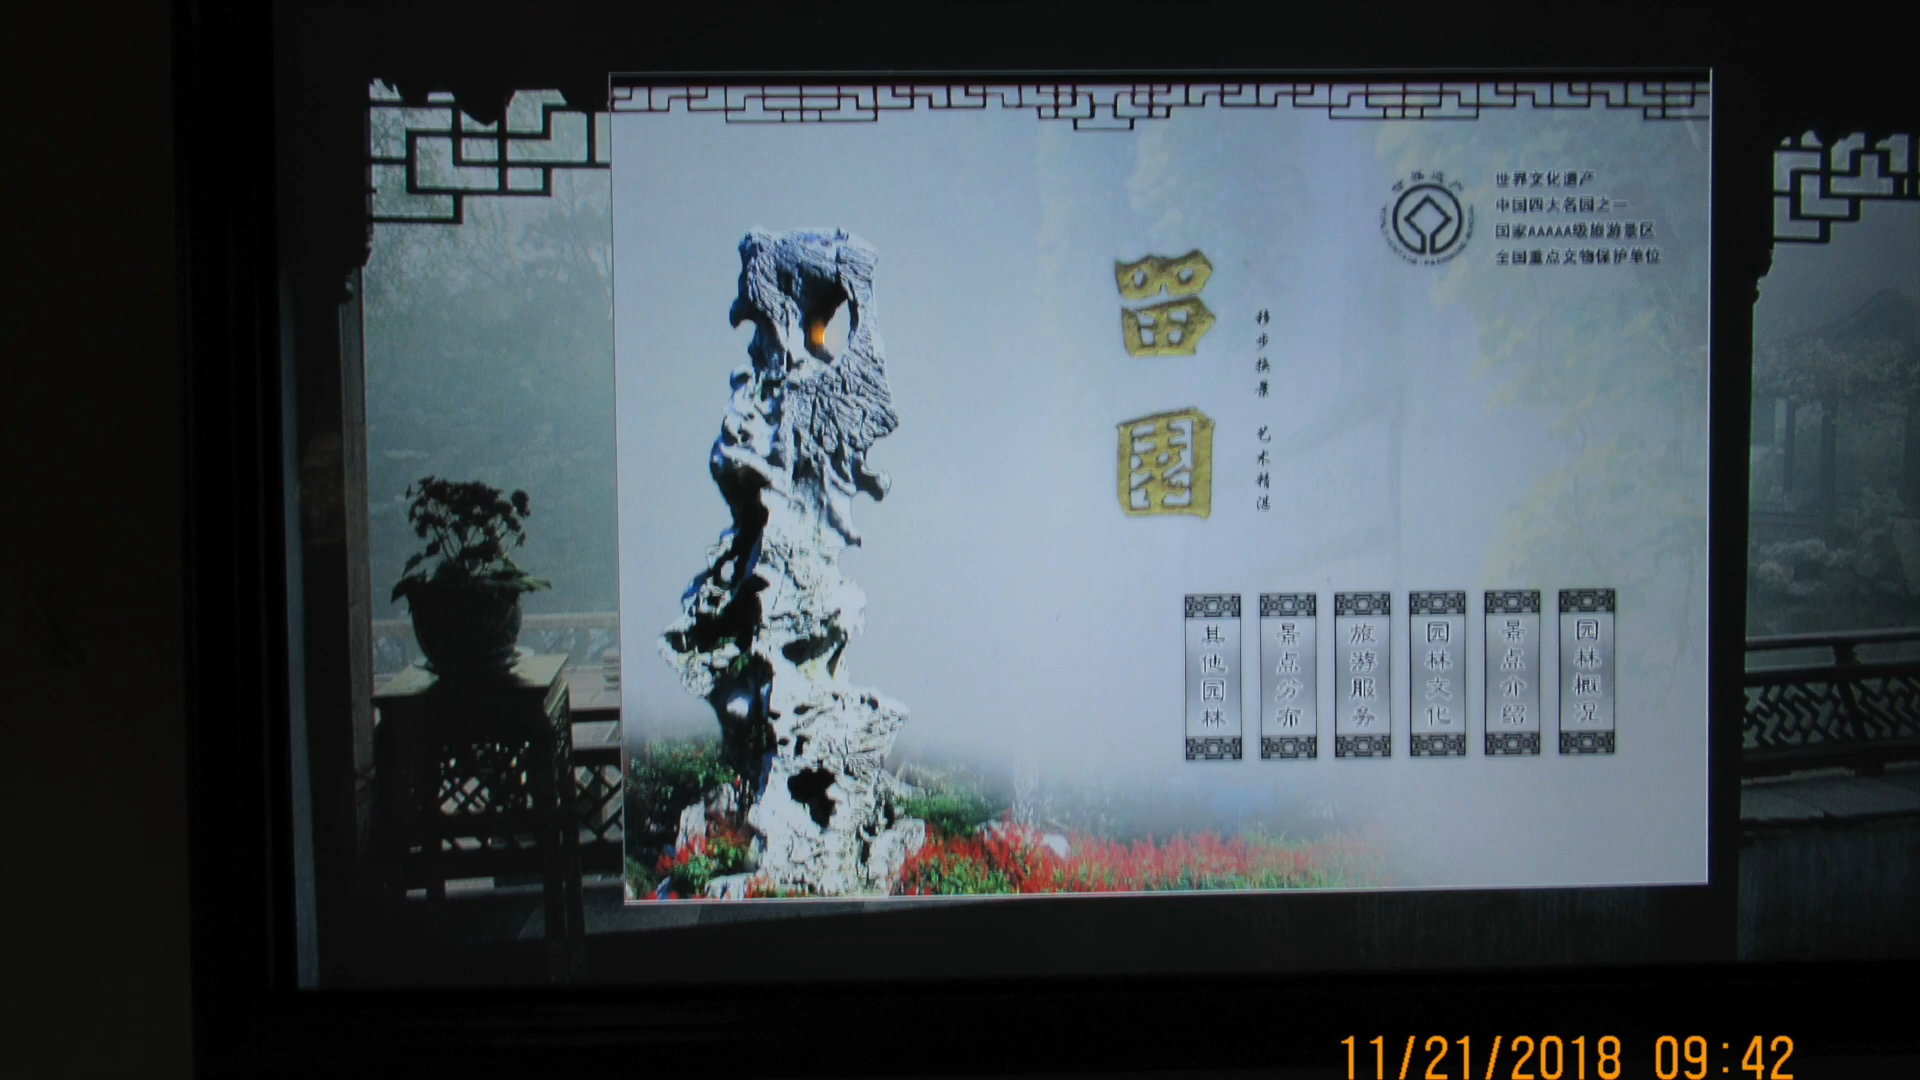 世界文化遗产
中国四大名园之一
国家AAAAA级旅游景区
全国重点文物保护单位
留園
移步换景 艺术精湛
园林概况
景点介绍
园林文化
旅游服务
景点分布
其他园林
11/21/2018 09:42